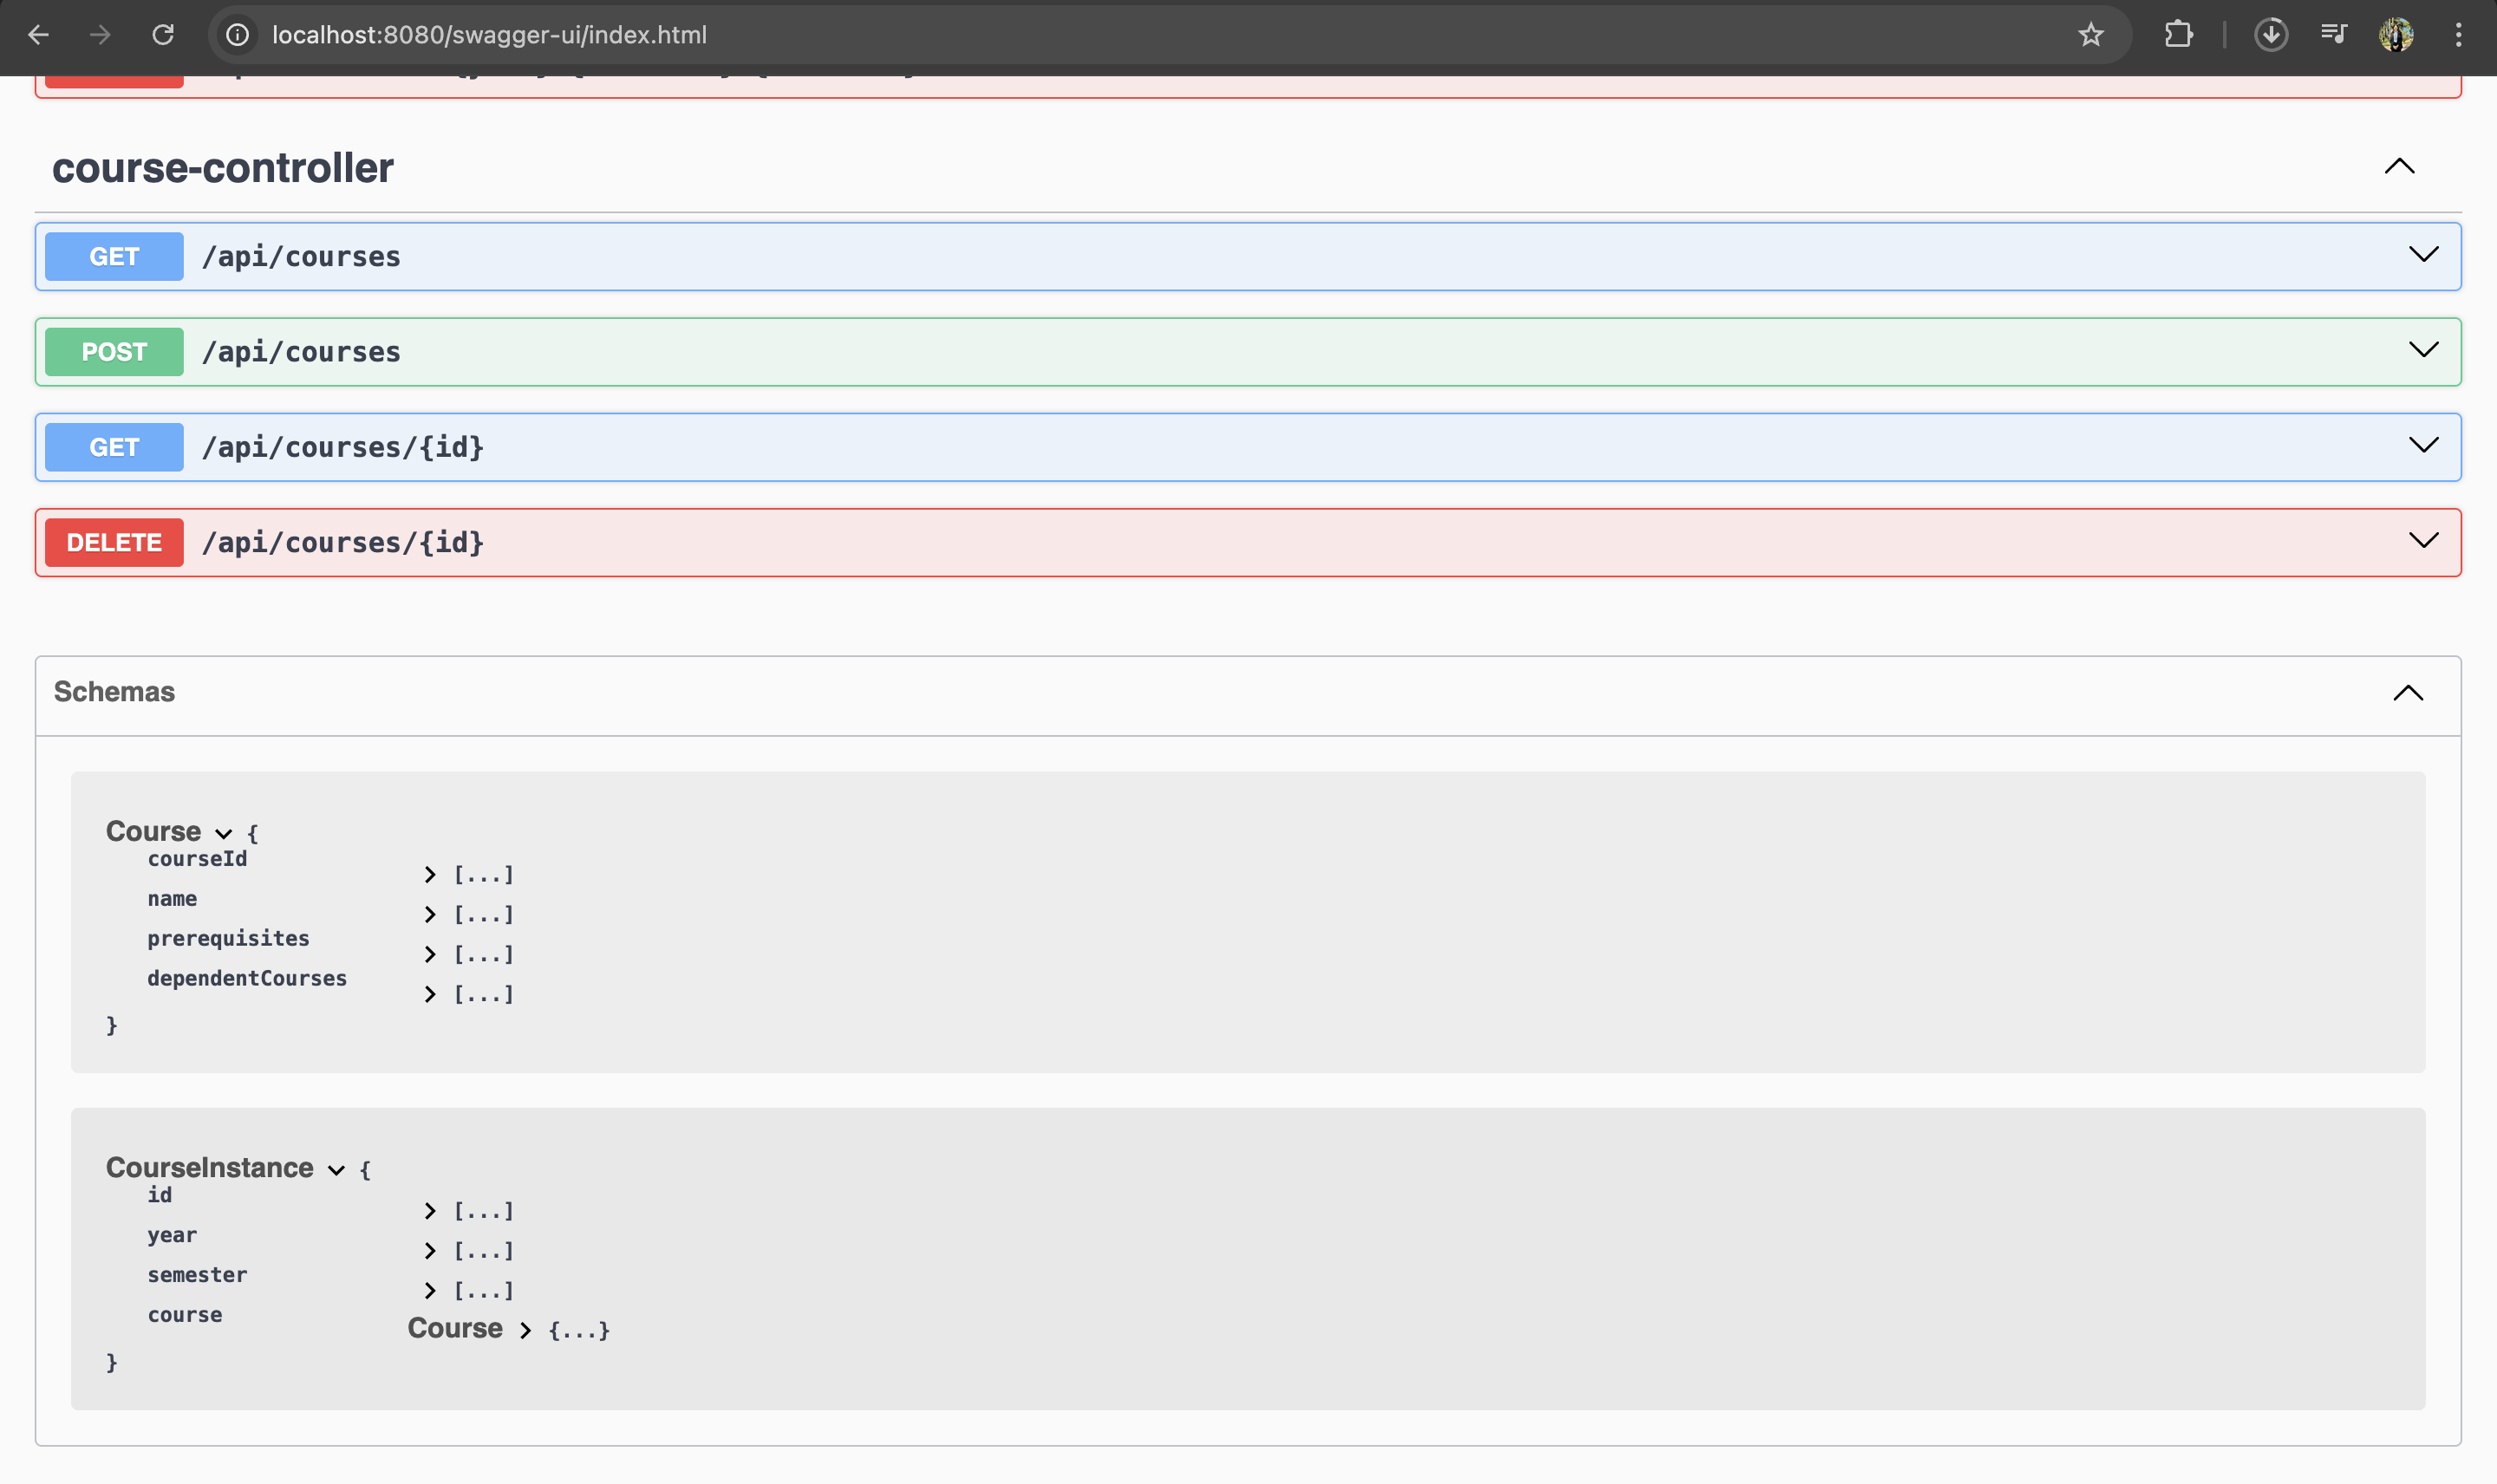 localhost:8080/swagger-ui/index.html
course-controller
GET /api/courses
POST /api/courses
GET /api/courses/{id}
DELETE /api/courses/{id}
Schemas
Course {
courseId [...]
name [...]
prerequisites [...]
dependentCourses [...]
}
CourseInstance {
id [...]
year [...]
semester [...]
course Course {...}
}